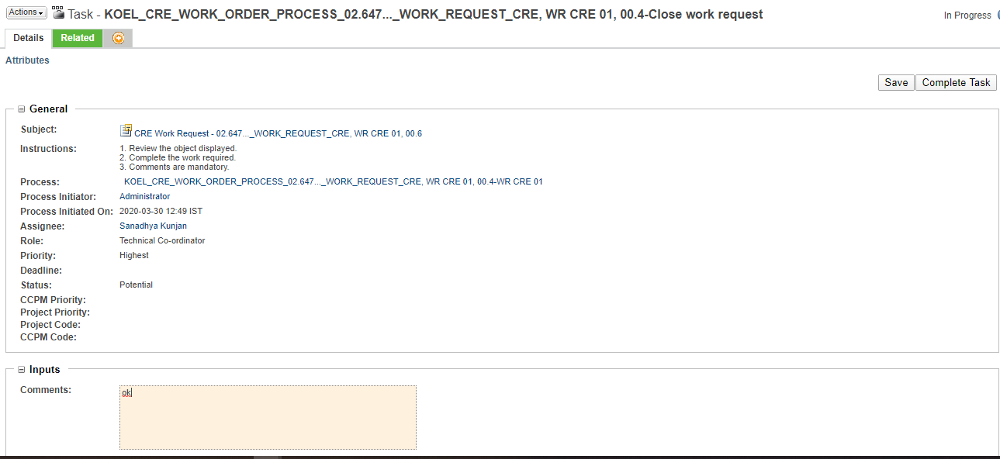 Actions
Task - KOEL_CRE_WORK_ORDER_PROCESS_02.647..._WORK_REQUEST_CRE, WR CRE 01, 00.4-Close work request
In Progress
Details Related
Attributes
Save Complete Task
General
Subject: CRE Work Request - 02.647..._WORK_REQUEST_CRE, WR CRE 01, 00.6
Instructions: 1. Review the object displayed.
2. Complete the work required.
3. Comments are mandatory.
Process: KOEL_CRE_WORK_ORDER_PROCESS_02.647..._WORK_REQUEST_CRE, WR CRE 01, 00.4-WR CRE 01
Process Initiator: Administrator
Process Initiated On: 2020-03-30 12:49 IST
Assignee: Sanadhya Kunjan
Role: Technical Co-ordinator
Priority: Highest
Deadline:
Status: Potential
CCPM Priority:
Project Priority:
Project Code:
CCPM Code:
Inputs
Comments: ok